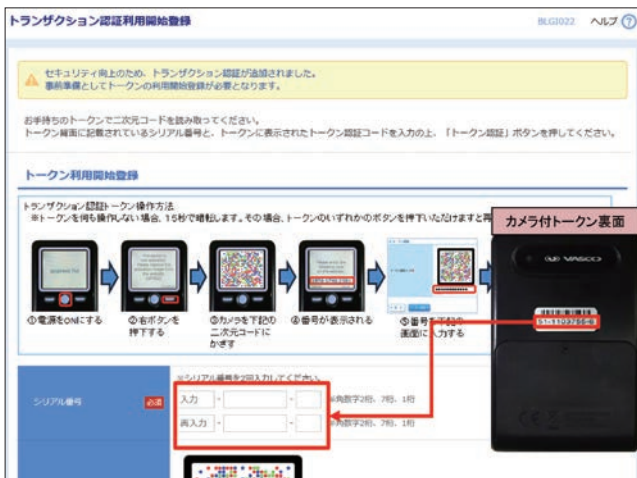 トランザクション認証利用開始登録
BLGI022 ヘルプ ?
セキュリティ向上のため、トランザクション認証が追加されました。
事前準備としてトークンの利用開始登録が必要となります。
お手持ちのトークンで二次元コードを読み取ってください。
トークン背面に記載されているシリアル番号と、トークンに表示されたトークン認証コードを入力の上、「トークン認証」ボタンを押してください。
トークン利用開始登録
トランザクション認証トークン操作方法
※トークンを何も操作しない場合、15秒で暗転します。その場合、トークンのいずれかのボタンを押下いただけますと再
カメラ付トークン裏面
VASCO
①電源をONにする
②右ボタンを
押下する
③カメラを下記の
二次元コードに
かざす
④番号が表示される
⑤番号を下記の
画面に入力する
※シリアル番号を2回入力してください。
シリアル番号 必須
入力 - - 半角数字2桁、7桁、1桁
再入力 - - 半角数字2桁、7桁、1桁